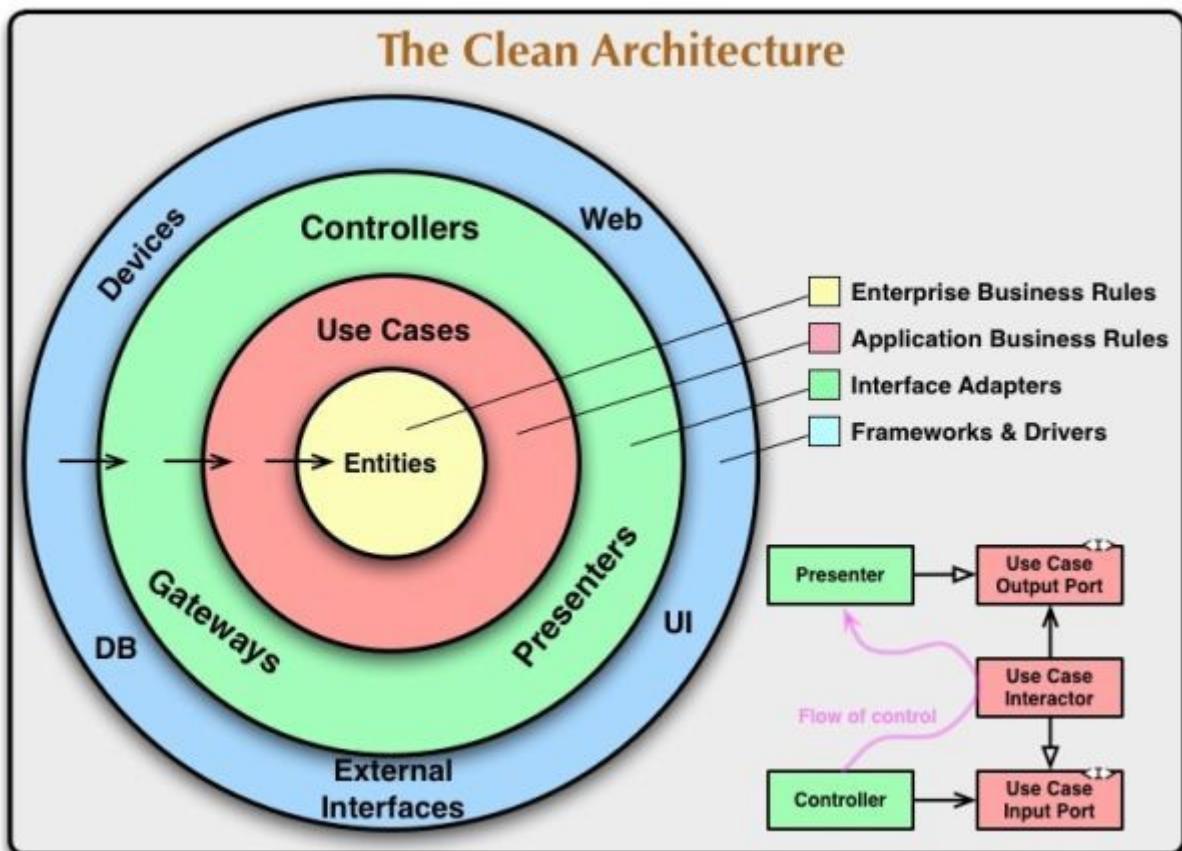 The Clean Architecture
Devices
Controllers
Web
Use Cases
Entities
Gateways
Presenters
DB
UI
External
Interfaces
Enterprise Business Rules
Application Business Rules
Interface Adapters
Frameworks & Drivers
Presenter
Use Case
Output Port
<I>
Use Case
Interactor
Flow of control
Controller
Use Case
Input Port
<I>